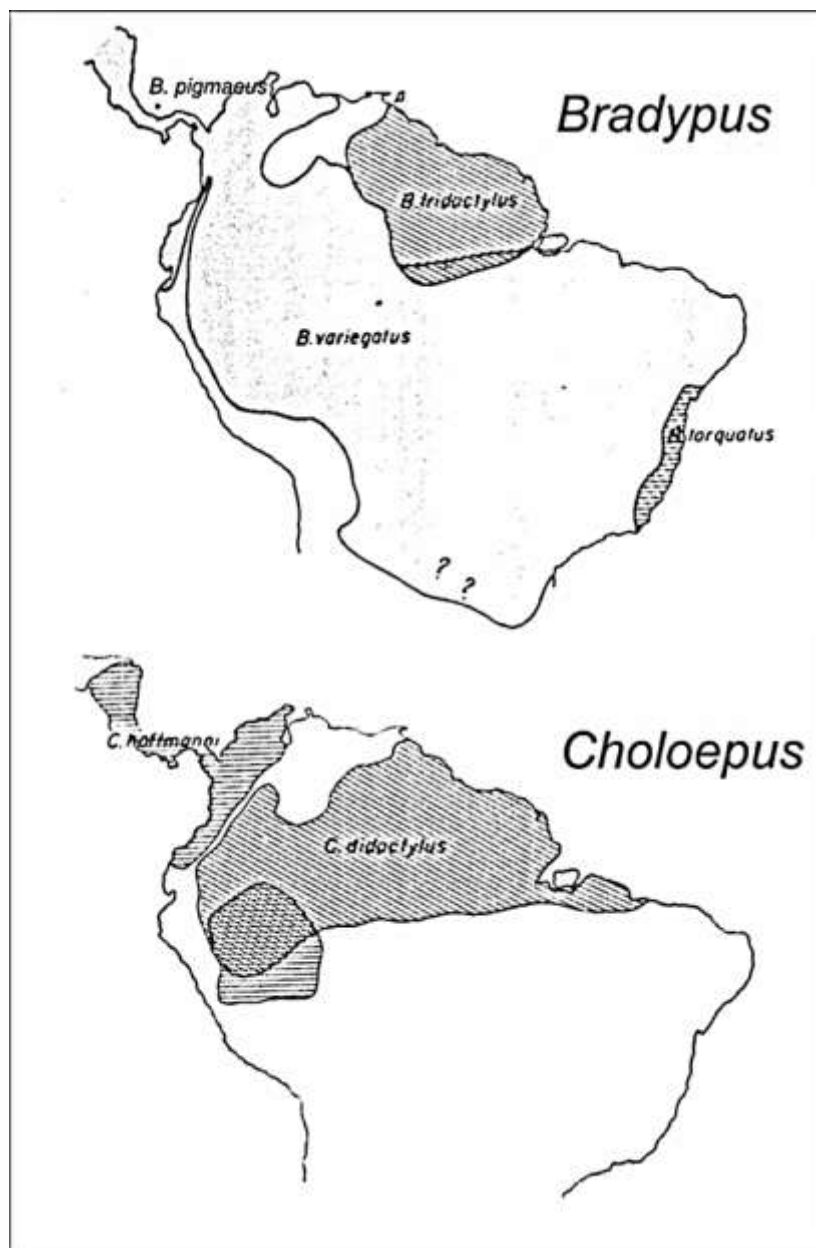 B. pigmaeus
Bradypus
B. tridactylus
B. variegatus
B. torquatus
?
?
C. hoffmanni
Choloepus
C. didactylus